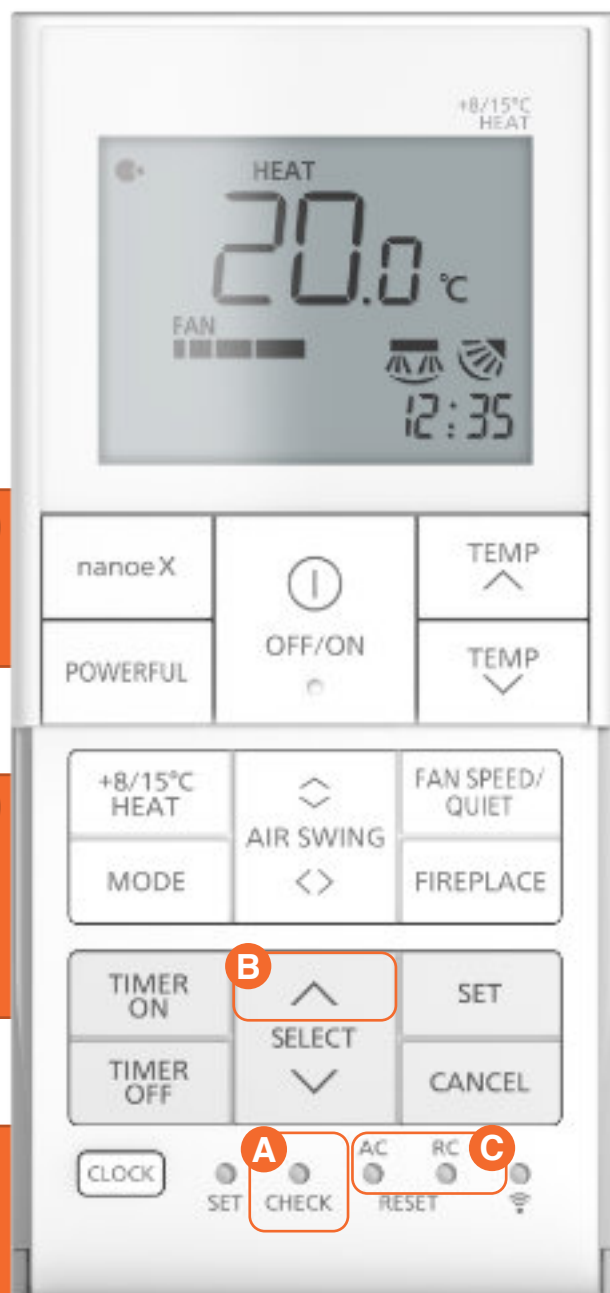 +8/15°C
HEAT
HEAT
20.0 °C
FAN
12:35
nanoe X
OFF/ON
TEMP
POWERFUL
TEMP
+8/15°C
HEAT
AIR SWING
FAN SPEED/
QUIET
MODE
FIREPLACE
B
TIMER
ON
SELECT
SET
TIMER
OFF
CANCEL
A
AC RC C
CLOCK
SET CHECK RESET